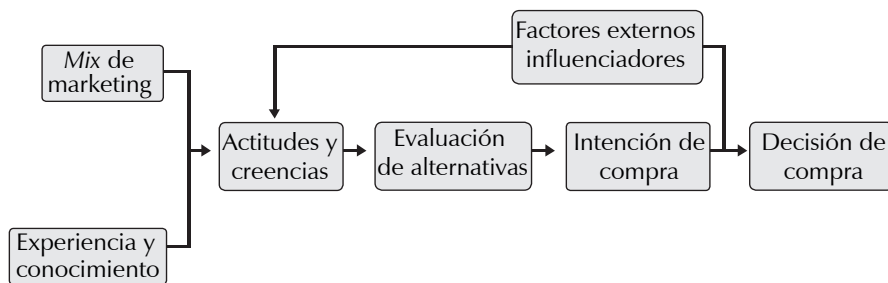 Factores externos
influenciadores
Mix de
marketing
Actitudes y
creencias
Evaluación
de alternativas
Intención de
compra
Decisión de
compra
Experiencia y
conocimiento